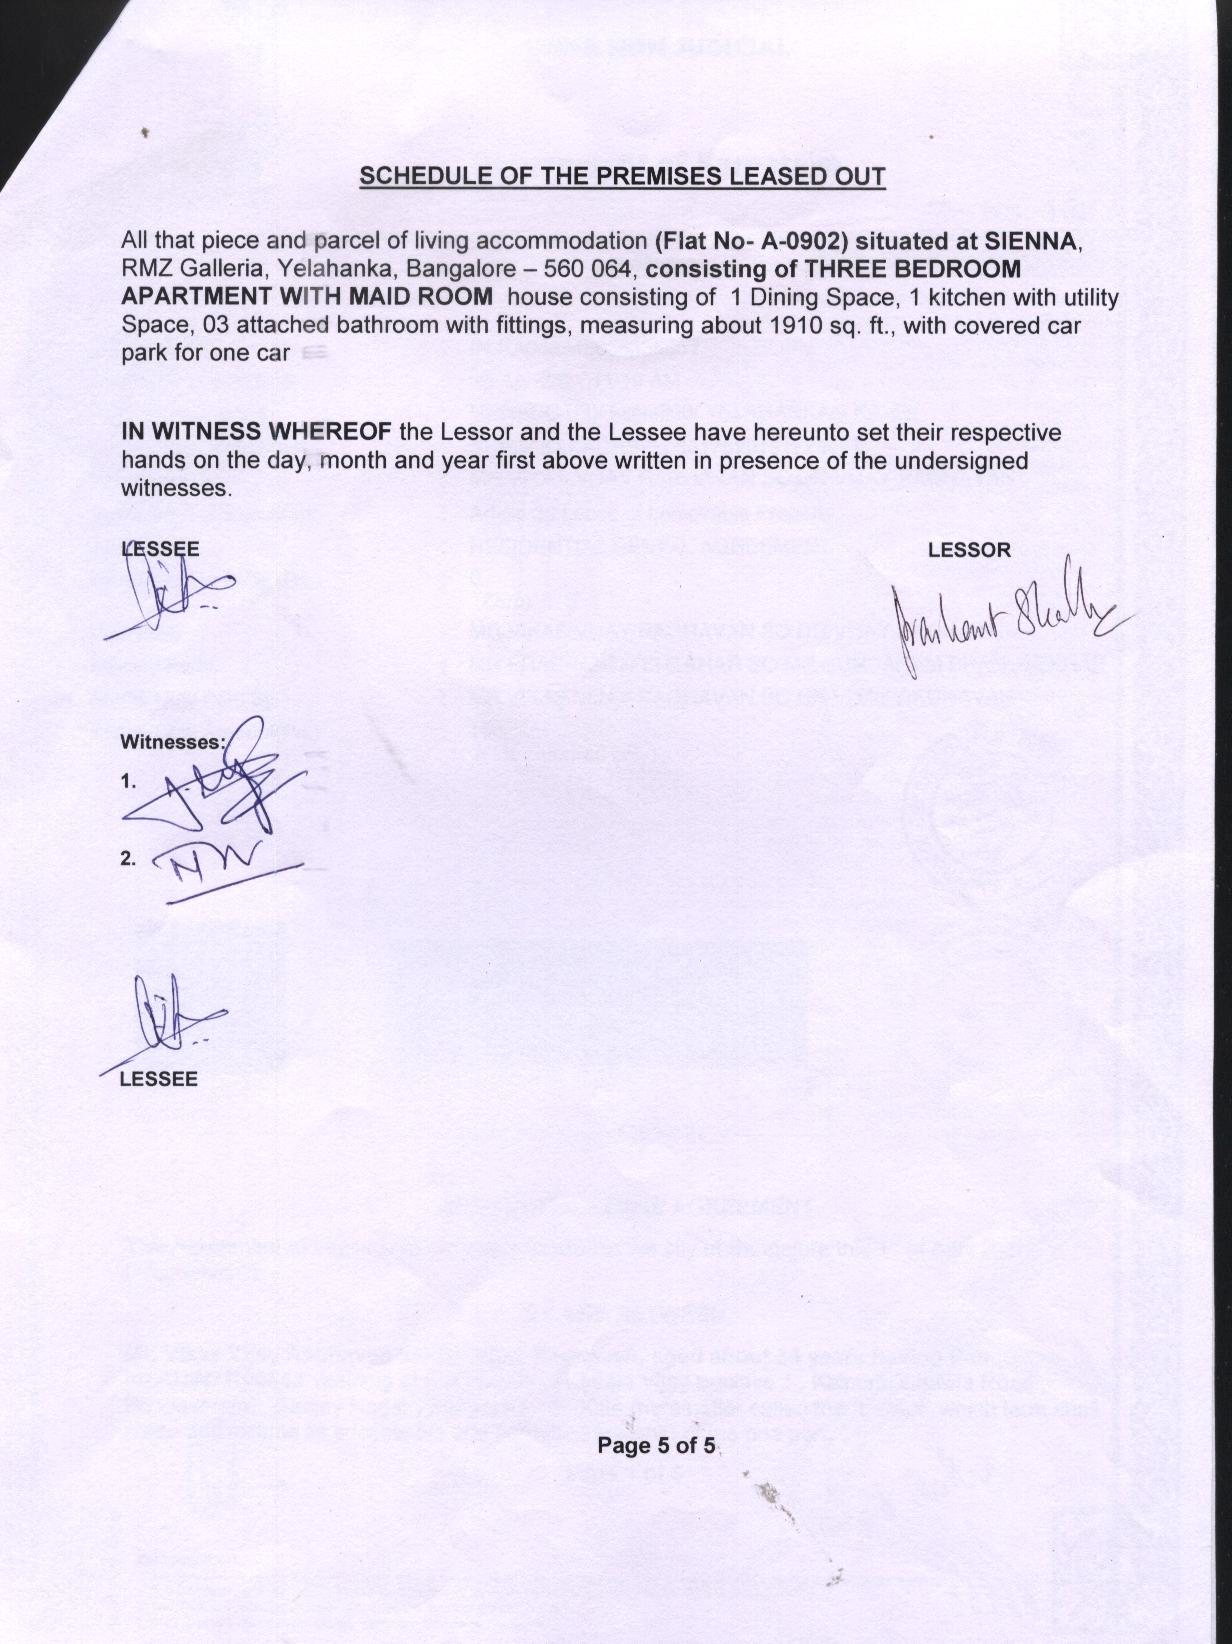 SCHEDULE OF THE PREMISES LEASED OUT
All that piece and parcel of living accommodation (Flat No- A-0902) situated at SIENNA,
RMZ Galleria, Yelahanka, Bangalore – 560 064, consisting of THREE BEDROOM
APARTMENT WITH MAID ROOM house consisting of 1 Dining Space, 1 kitchen with utility
Space, 03 attached bathroom with fittings, measuring about 1910 sq. ft., with covered car
park for one car
IN WITNESS WHEREOF the Lessor and the Lessee have hereunto set their respective
hands on the day, month and year first above written in presence of the undersigned
witnesses.
LESSEE LESSOR
Witnesses:
1.
2.
LESSEE
Page 5 of 5